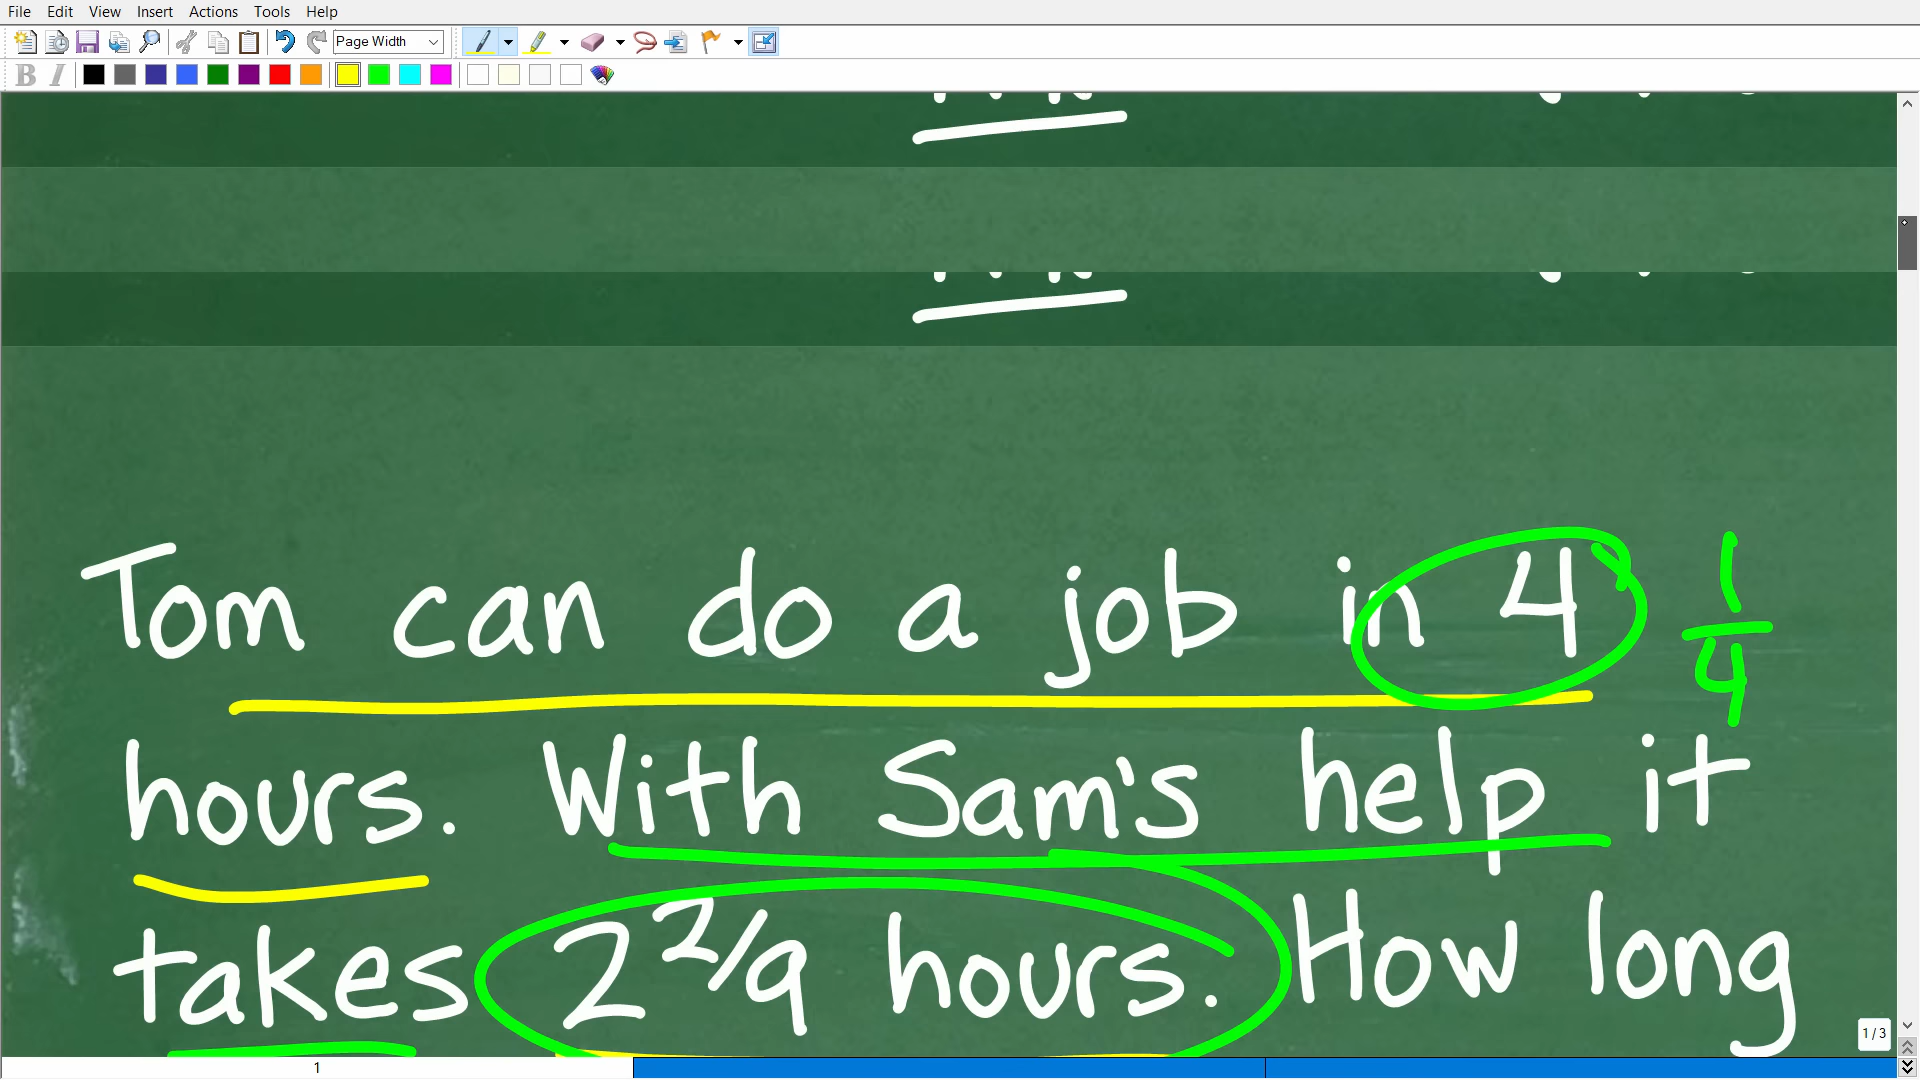 File Edit View Insert Actions Tools Help
Page Width
B I
Tom can do a job in 4
1/4
hours. With Sam's help it
takes 2 2/9 hours. How long
1 / 3
1